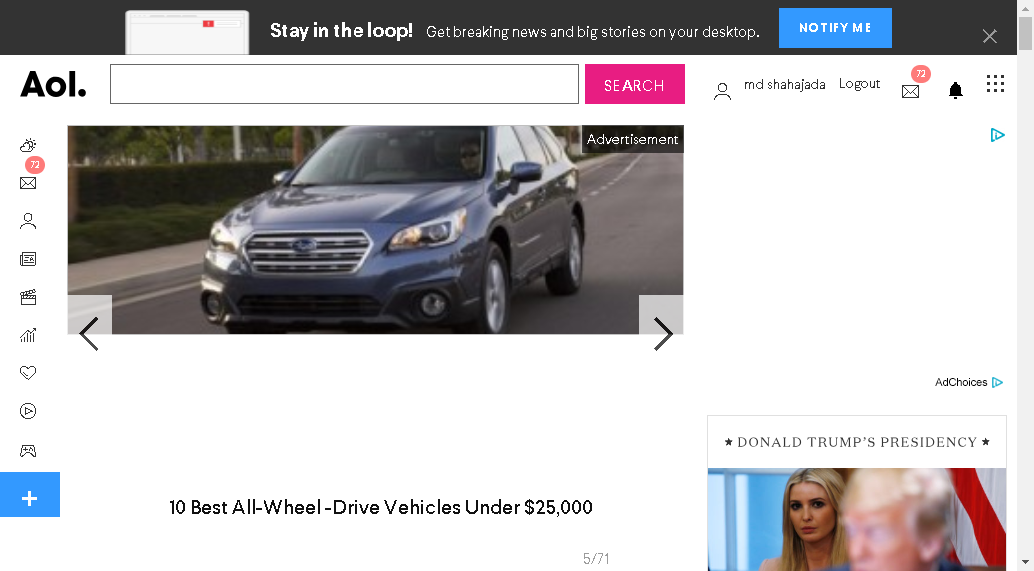 Stay in the loop! Get breaking news and big stories on your desktop.
NOTIFY ME
Aol.
SEARCH
md shahajada
Logout
72
72
Advertisement
10 Best All-Wheel -Drive Vehicles Under $25,000
5/71
AdChoices
★ DONALD TRUMP'S PRESIDENCY ★